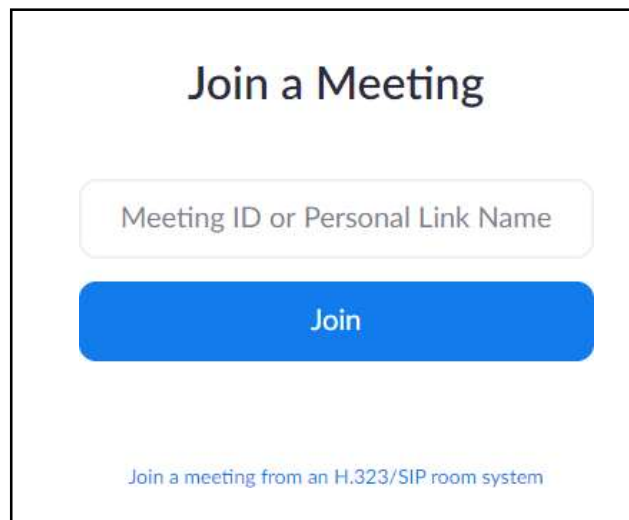 Join a Meeting
Meeting ID or Personal Link Name
Join
Join a meeting from an H.323/SIP room system